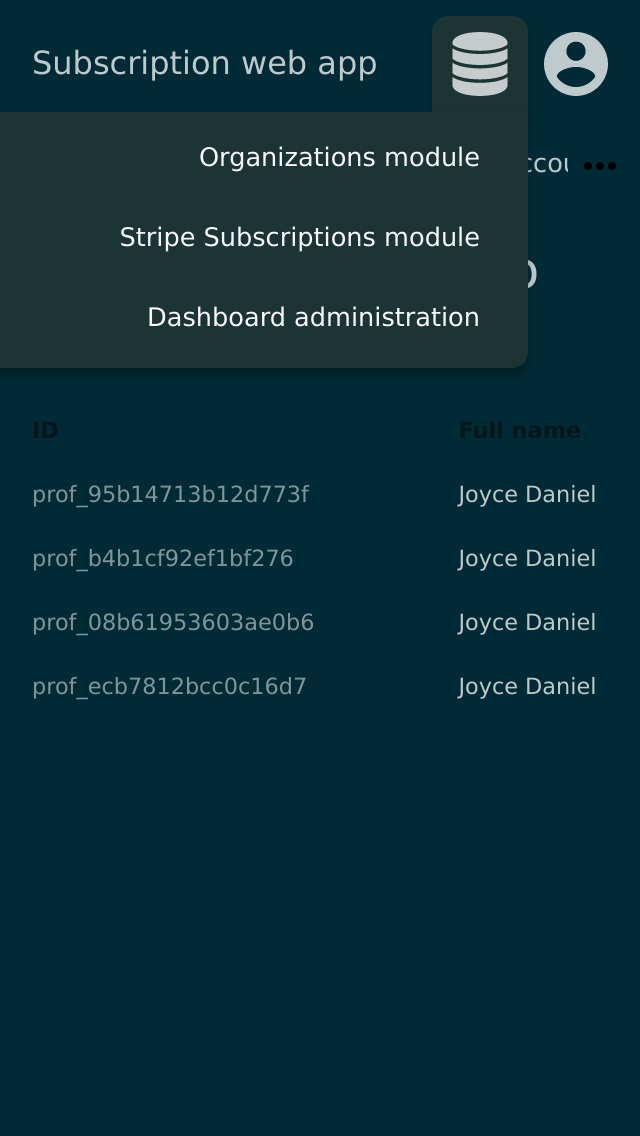 Subscription web app
Organizations module
Stripe Subscriptions module
Dashboard administration
ID Full name
prof_95b14713b12d773f Joyce Daniel
prof_b4b1cf92ef1bf276 Joyce Daniel
prof_08b61953603ae0b6 Joyce Daniel
prof_ecb7812bcc0c16d7 Joyce Daniel